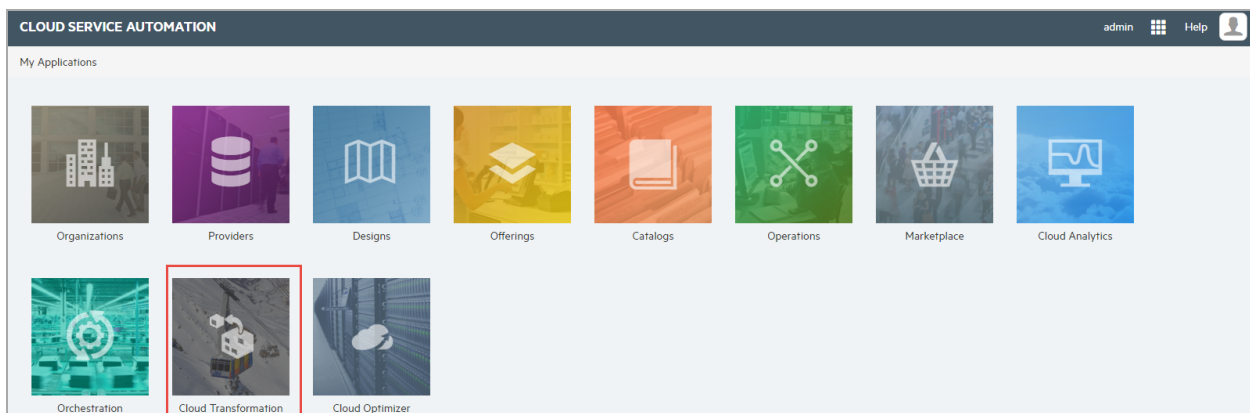 CLOUD SERVICE AUTOMATION admin Help
My Applications
Organizations Providers Designs Offerings Catalogs Operations Marketplace Cloud Analytics
Orchestration Cloud Transformation Cloud Optimizer